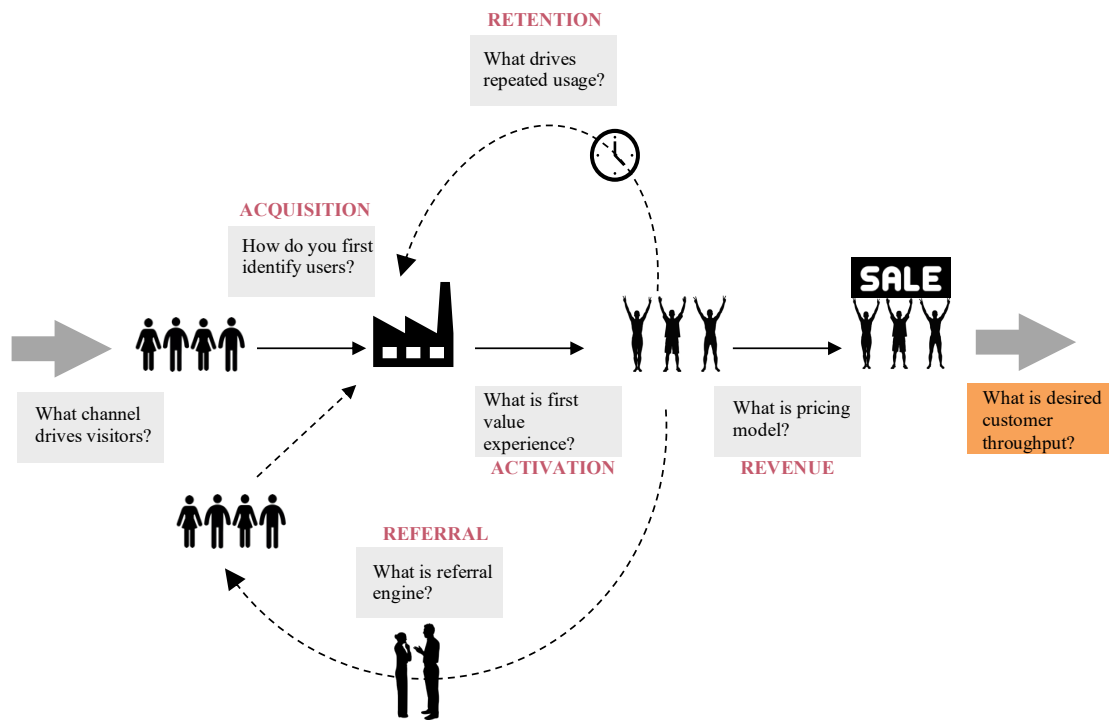 RETENTION
What drives
repeated usage?
ACQUISITION
How do you first
identify users?
SALE
What channel
drives visitors?
What is first
value
experience?
ACTIVATION
What is pricing
model?
REVENUE
What is desired
customer
throughput?
REFERRAL
What is referral
engine?